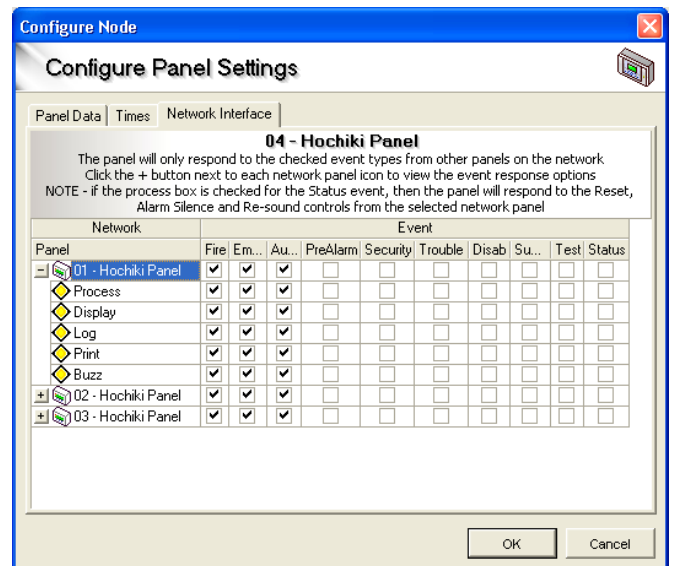 Configure Node
Configure Panel Settings
Panel Data Times Network Interface
04 - Hochiki Panel
The panel will only respond to the checked event types from other panels on the network
Click the + button next to each network panel icon to view the event response options
NOTE - if the process box is checked for the Status event, then the panel will respond to the Reset,
Alarm Silence and Re-sound controls from the selected network panel
Network Event
Panel Fire Em... Au... PreAlarm Security Trouble Disab Su... Test Status
01 - Hochiki Panel
Process
Display
Log
Print
Buzz
02 - Hochiki Panel
03 - Hochiki Panel
OK Cancel